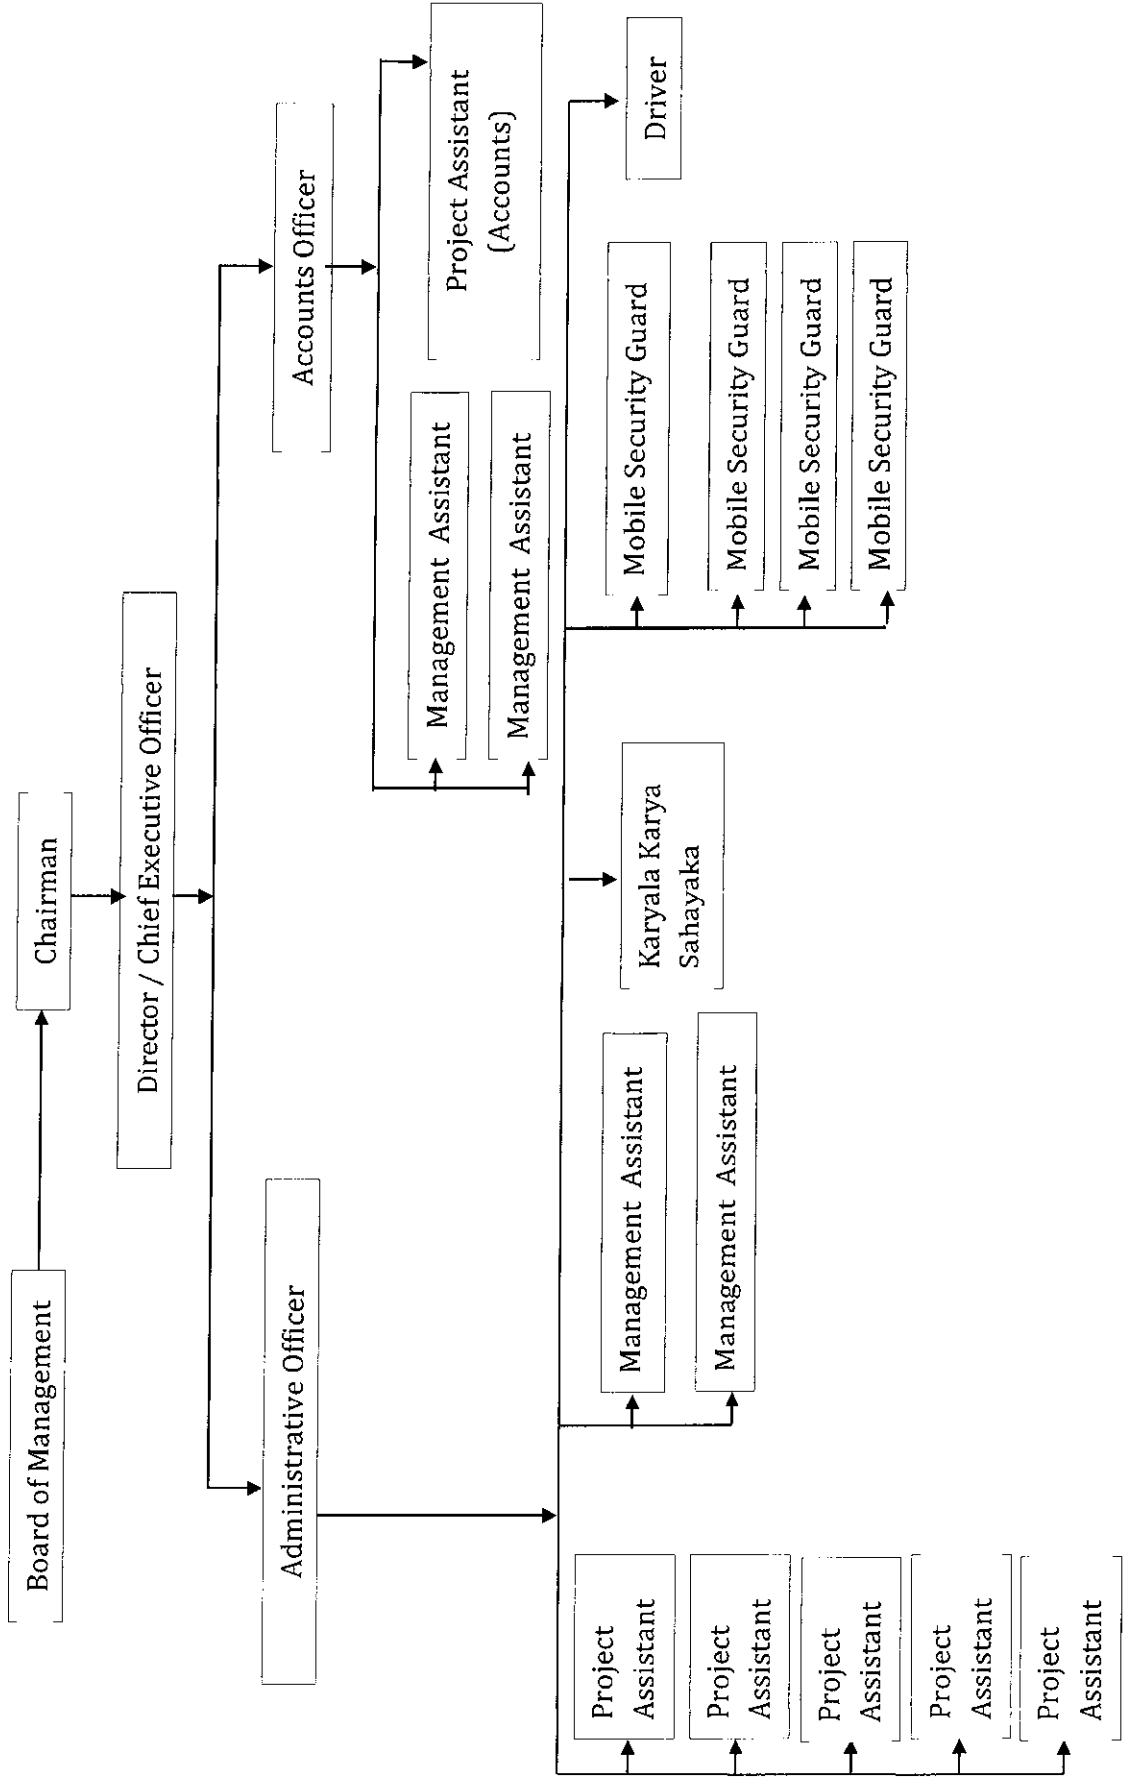 Board of Management
Chairman
Director / Chief Executive Officer
Administrative Officer
Accounts Officer
Management Assistant
Management Assistant
Project Assistant
(Accounts)
Project
Assistant
Project
Assistant
Project
Assistant
Project
Assistant
Project
Assistant
Management Assistant
Management Assistant
Karyala Karya
Sahayaka
Mobile Security Guard
Mobile Security Guard
Mobile Security Guard
Mobile Security Guard
Driver